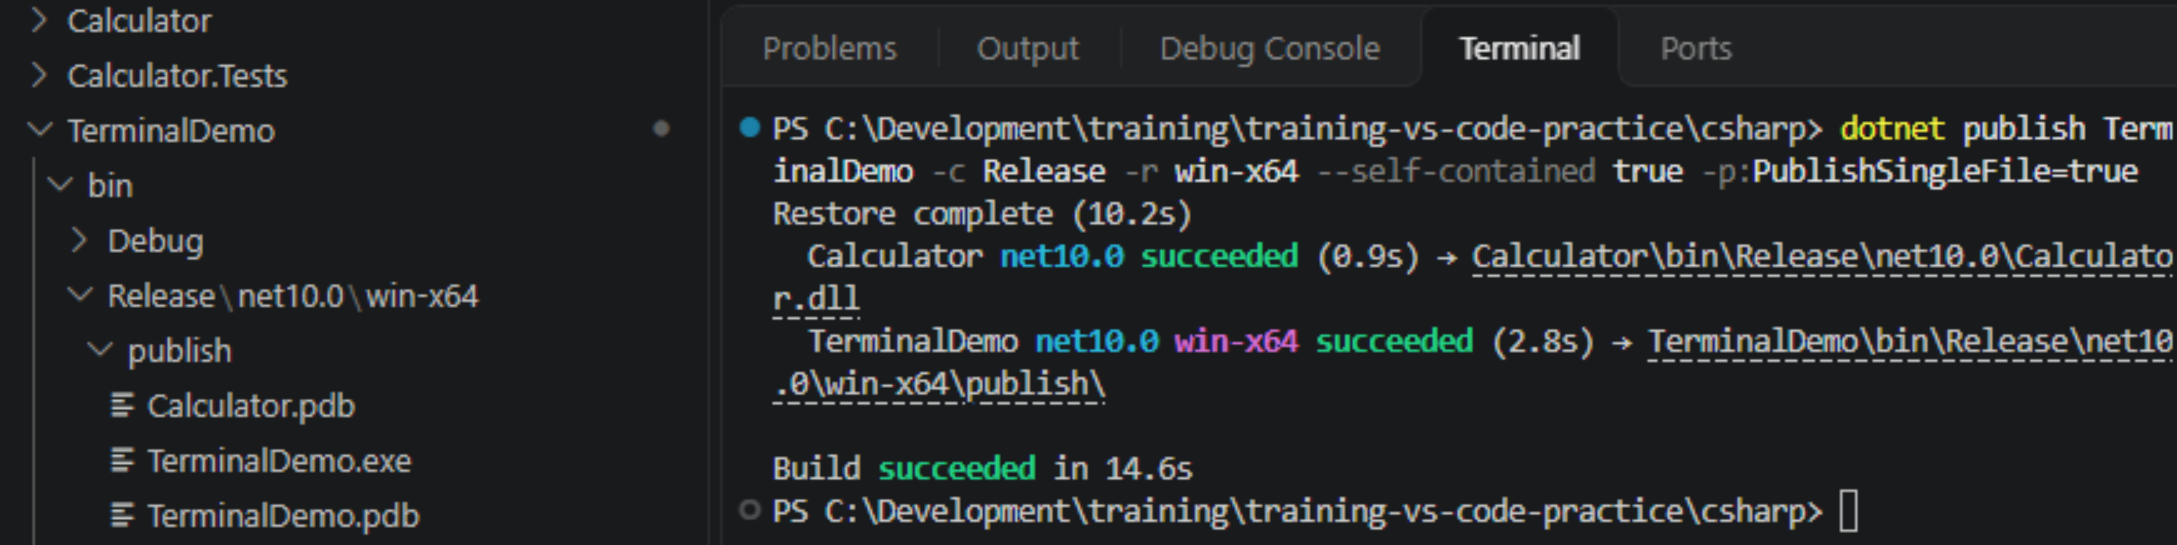 Calculator
Calculator.Tests
TerminalDemo
bin
Debug
Release\net10.0\win-x64
publish
Calculator.pdb
TerminalDemo.exe
TerminalDemo.pdb
Problems Output Debug Console Terminal Ports
PS C:\Development\training\training-vs-code-practice\csharp> dotnet publish Term
inalDemo -c Release -r win-x64 --self-contained true -p:PublishSingleFile=true
Restore complete (10.2s)
Calculator net10.0 succeeded (0.9s) → Calculator\bin\Release\net10.0\Calculato
r.dll
TerminalDemo net10.0 win-x64 succeeded (2.8s) → TerminalDemo\bin\Release\net10
.0\win-x64\publish\
Build succeeded in 14.6s
PS C:\Development\training\training-vs-code-practice\csharp>